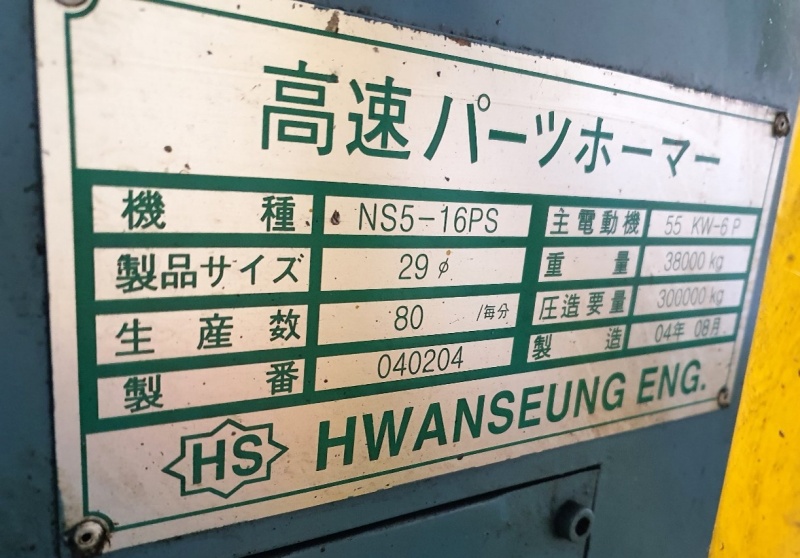 高速パーツホーマー
機種 NS5-16PS 主電動機 55 KW-6P
製品サイズ 29φ 重量 38000 kg
生産数 80 /毎分 圧造要量 300000 kg
製番 040204 製造 04年 08月
HS HWANSEUNG ENG.